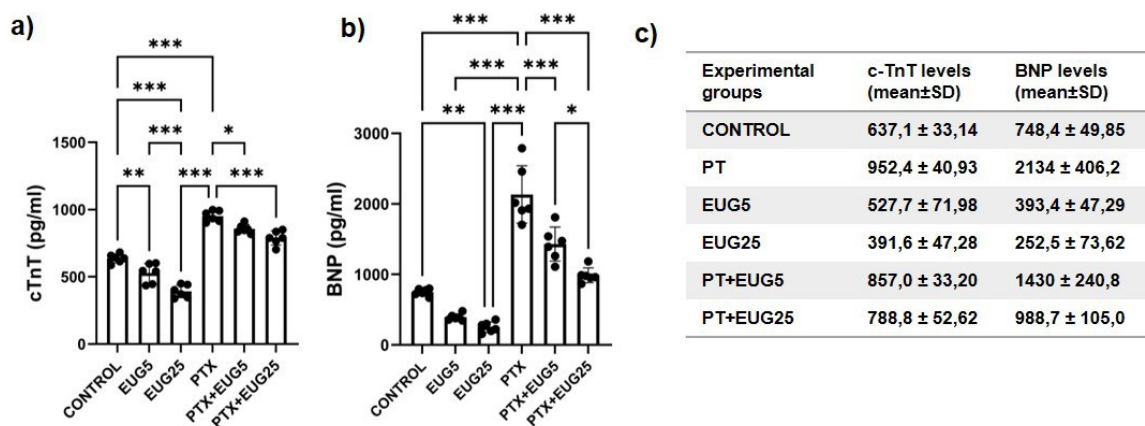 a)
***
***
***
*
**
***
***
1500
1000
500
0
cTnT (pg/ml)
CONTROL
EUG5
EUG25
PTX
PTX+EUG5
PTX+EUG25
b)
***
***
***
***
**
***
*
3000
2000
1000
0
BNP (pg/ml)
CONTROL
EUG5
EUG25
PTX
PTX+EUG5
PTX+EUG25
c)
Experimental groups c-TnT levels (mean±SD) BNP levels (mean±SD)
CONTROL 637,1 ± 33,14 748,4 ± 49,85
PT 952,4 ± 40,93 2134 ± 406,2
EUG5 527,7 ± 71,98 393,4 ± 47,29
EUG25 391,6 ± 47,28 252,5 ± 73,62
PT+EUG5 857,0 ± 33,20 1430 ± 240,8
PT+EUG25 788,8 ± 52,62 988,7 ± 105,0